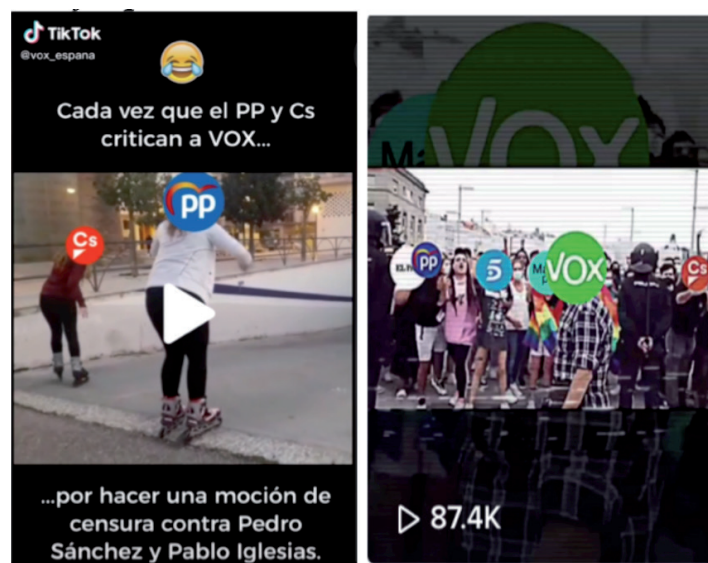 TikTok
@vox_espana
Cada vez que el PP y Cs
critican a VOX...
PP
Cs
...por hacer una moción de
censura contra Pedro
Sánchez y Pablo Iglesias.
VOX
PP
5
VOX
Cs
87.4K